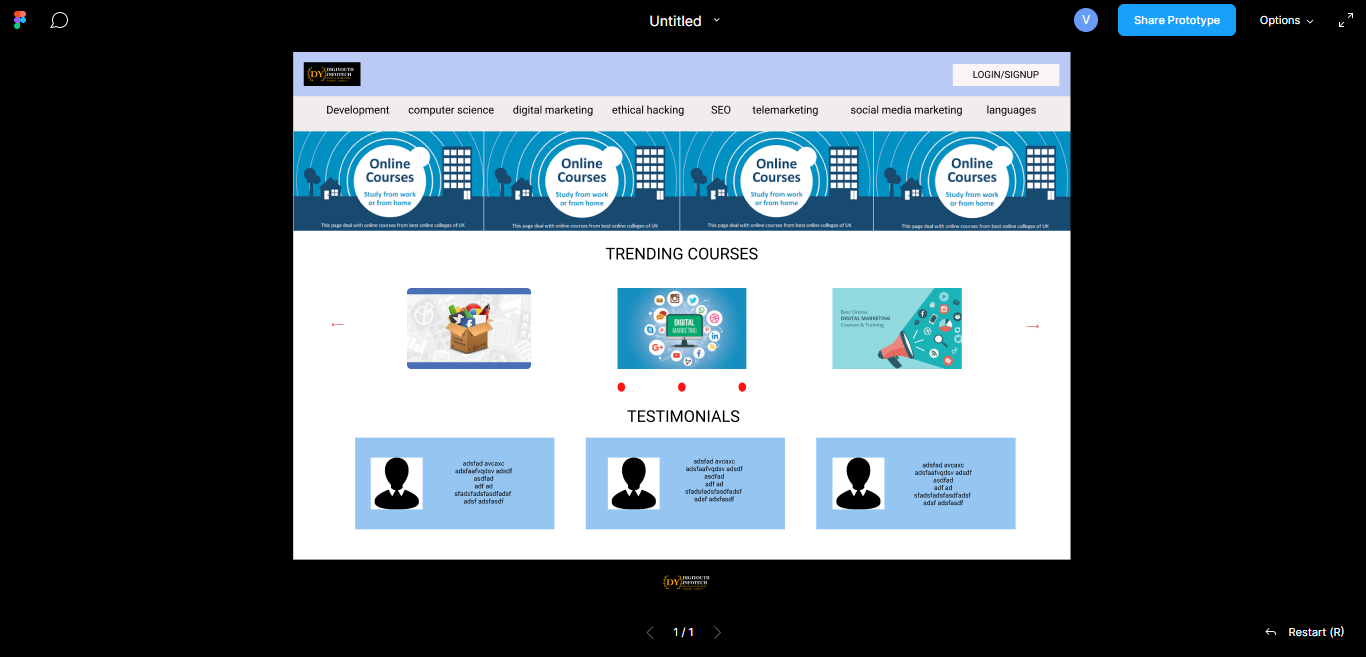 Untitled
V
Share Prototype
Options
DY DIGIYOUTH
INFOTECH
LOGIN/SIGNUP
Development computer science digital marketing ethical hacking SEO telemarketing social media marketing languages
Online
Courses
Study from work
or from home
This page deal with online courses from best online colleges of UK
Online
Courses
Study from work
or from home
This page deal with online courses from best online colleges of UK
Online
Courses
Study from work
or from home
This page deal with online courses from best online colleges of UK
Online
Courses
Study from work
or from home
This page deal with online courses from best online colleges of UK
TRENDING COURSES
DIGITAL
MARKETING
Best Online
DIGITAL MARKETING
Courses & Training
TESTIMONIALS
adsfad avcaxc
adsfaafvqdsv adsdf
asdfad
adf ad
sfadsfadsfasdfadsf
adsf adsfasdf
adsfad avcaxc
adsfaafvqdsv adsdf
asdfad
adf ad
sfadsfadsfasdfadsf
adsf adsfasdf
adsfad avcaxc
adsfaafvqdsv adsdf
asdfad
adf ad
sfadsfadsfasdfadsf
adsf adsfasdf
DY DIGIYOUTH
INFOTECH
1 / 1
Restart (R)